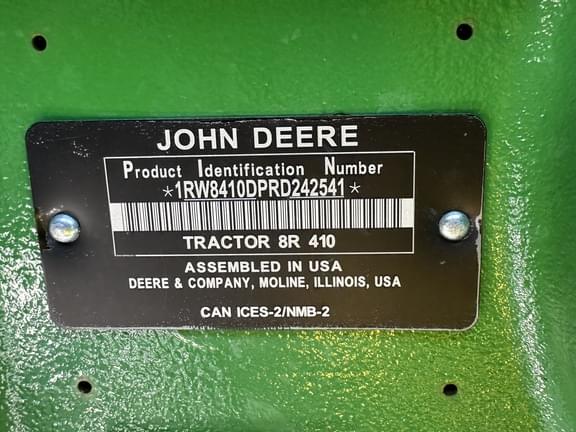 JOHN DEERE
Product Identification Number
*1RW8410DPRD242541*
TRACTOR 8R 410
ASSEMBLED IN USA
DEERE & COMPANY, MOLINE, ILLINOIS, USA
CAN ICES-2/NMB-2